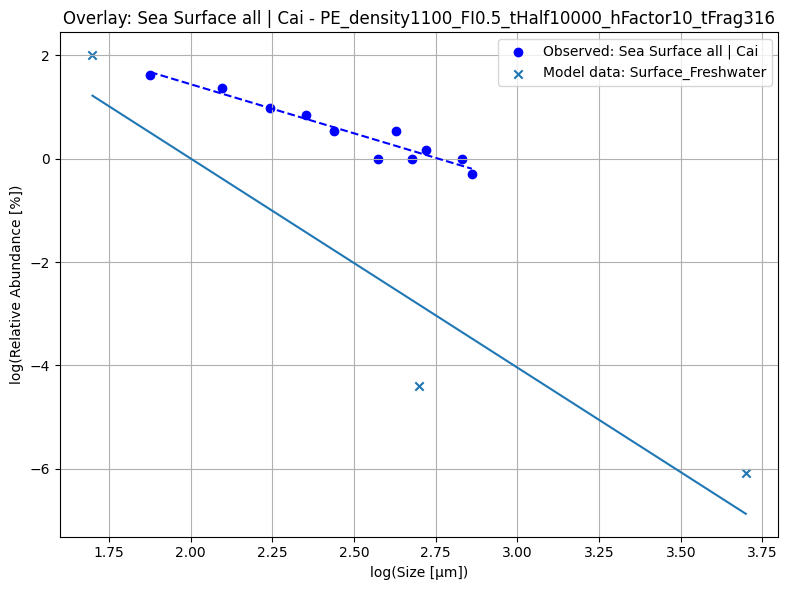 Overlay: Sea Surface all | Cai - PE_density1100_FI0.5_tHalf10000_hFactor10_tFrag316
Observed: Sea Surface all | Cai
Model data: Surface_Freshwater
log(Relative Abundance [%])
2
0
−2
−4
−6
1.75
2.00
2.25
2.50
2.75
3.00
3.25
3.50
3.75
log(Size [µm])